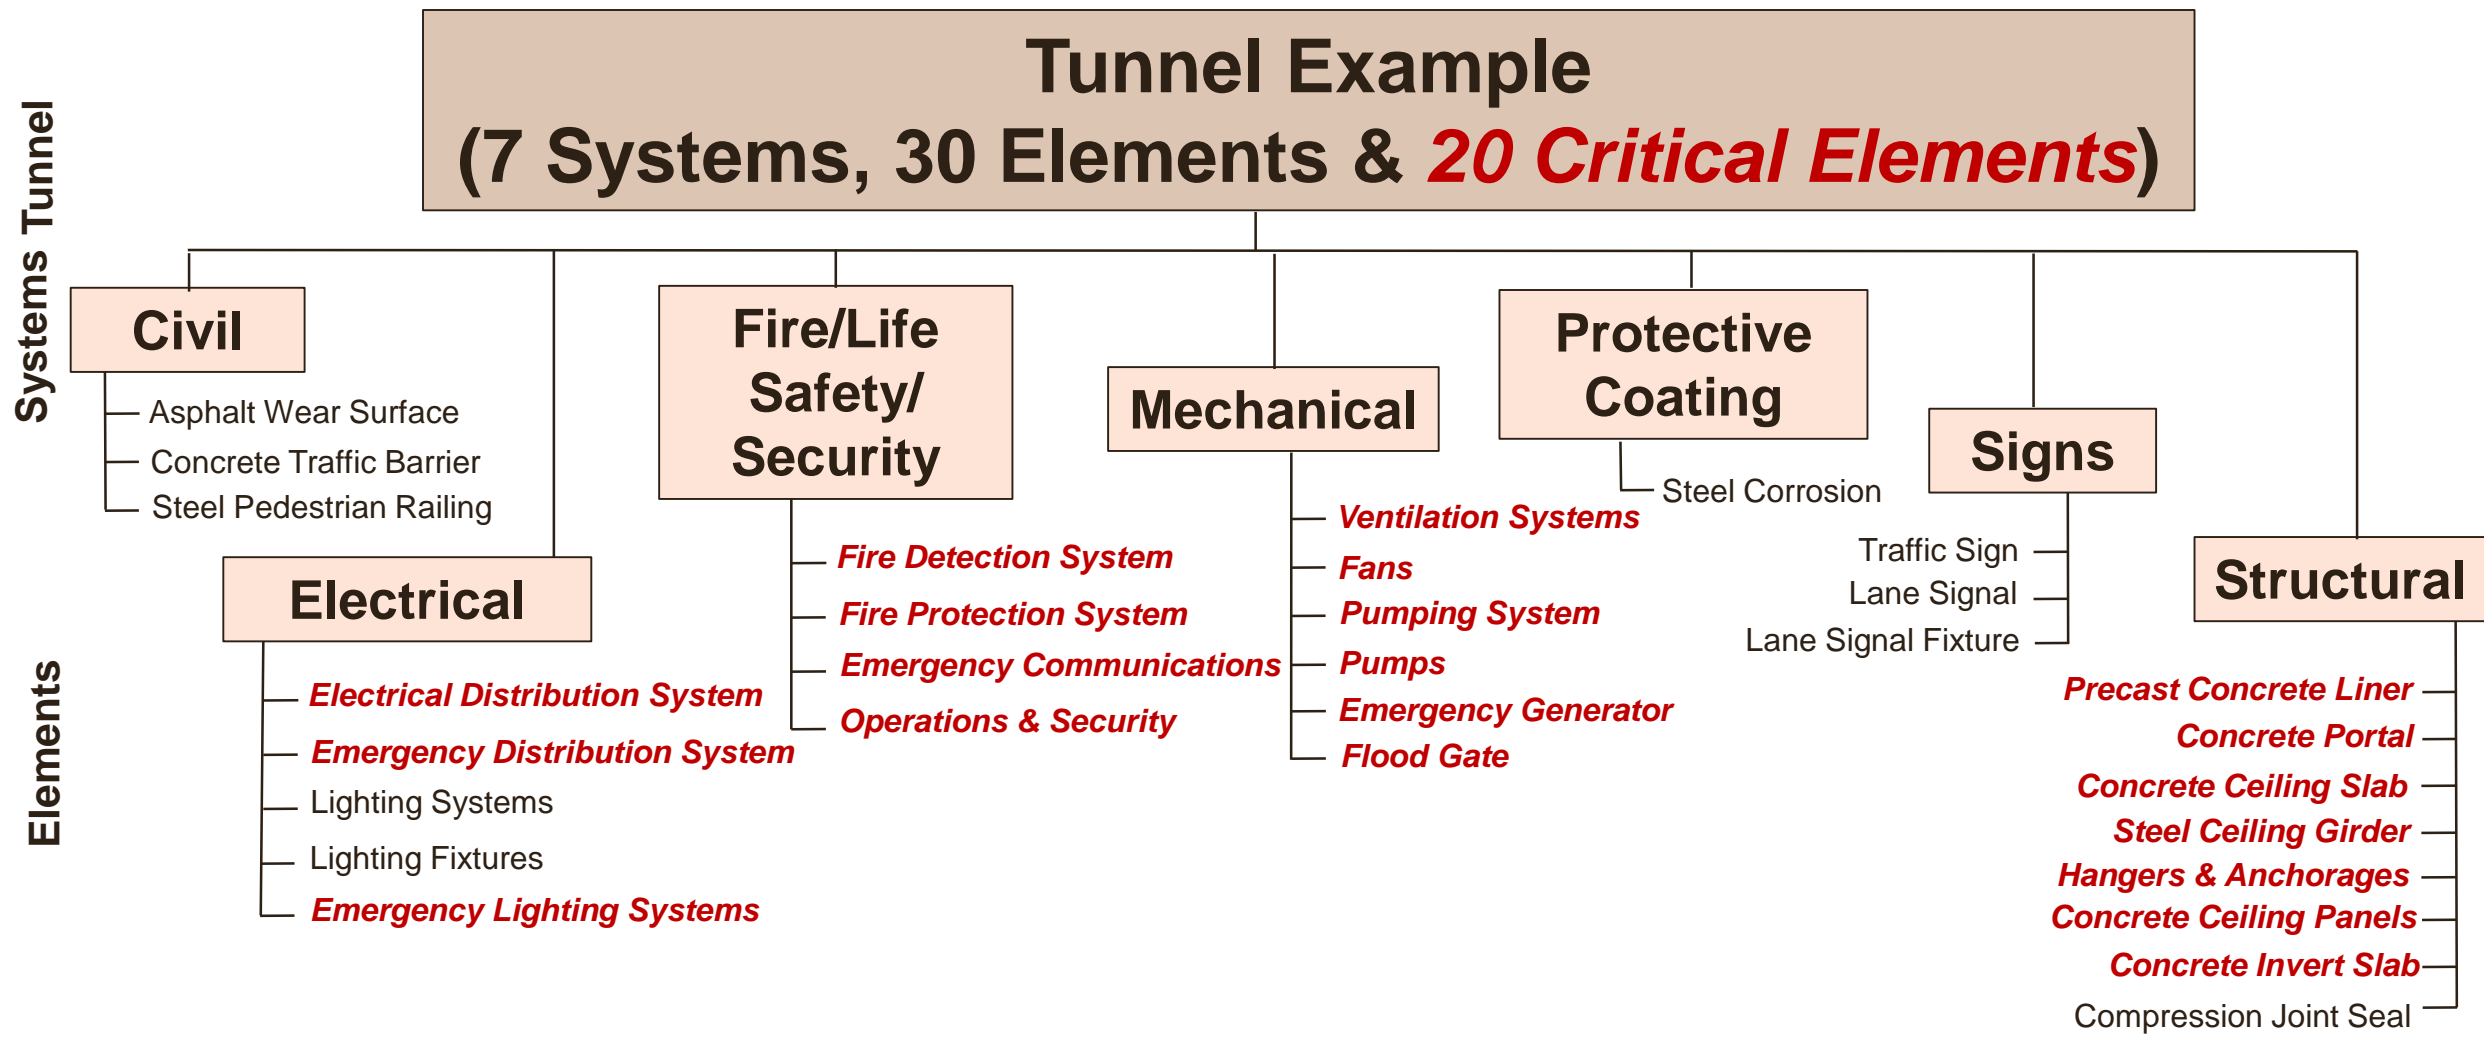 Tunnel Example
(7 Systems, 30 Elements & 20 Critical Elements)
Tunnel
Systems
Elements
Civil
Asphalt Wear Surface
Concrete Traffic Barrier
Steel Pedestrian Railing
Electrical
Electrical Distribution System
Emergency Distribution System
Lighting Systems
Lighting Fixtures
Emergency Lighting Systems
Fire/Life
Safety/
Security
Fire Detection System
Fire Protection System
Emergency Communications
Operations & Security
Mechanical
Ventilation Systems
Fans
Pumping System
Pumps
Emergency Generator
Flood Gate
Protective
Coating
Steel Corrosion
Signs
Traffic Sign
Lane Signal
Lane Signal Fixture
Structural
Precast Concrete Liner
Concrete Portal
Concrete Ceiling Slab
Steel Ceiling Girder
Hangers & Anchorages
Concrete Ceiling Panels
Concrete Invert Slab
Compression Joint Seal